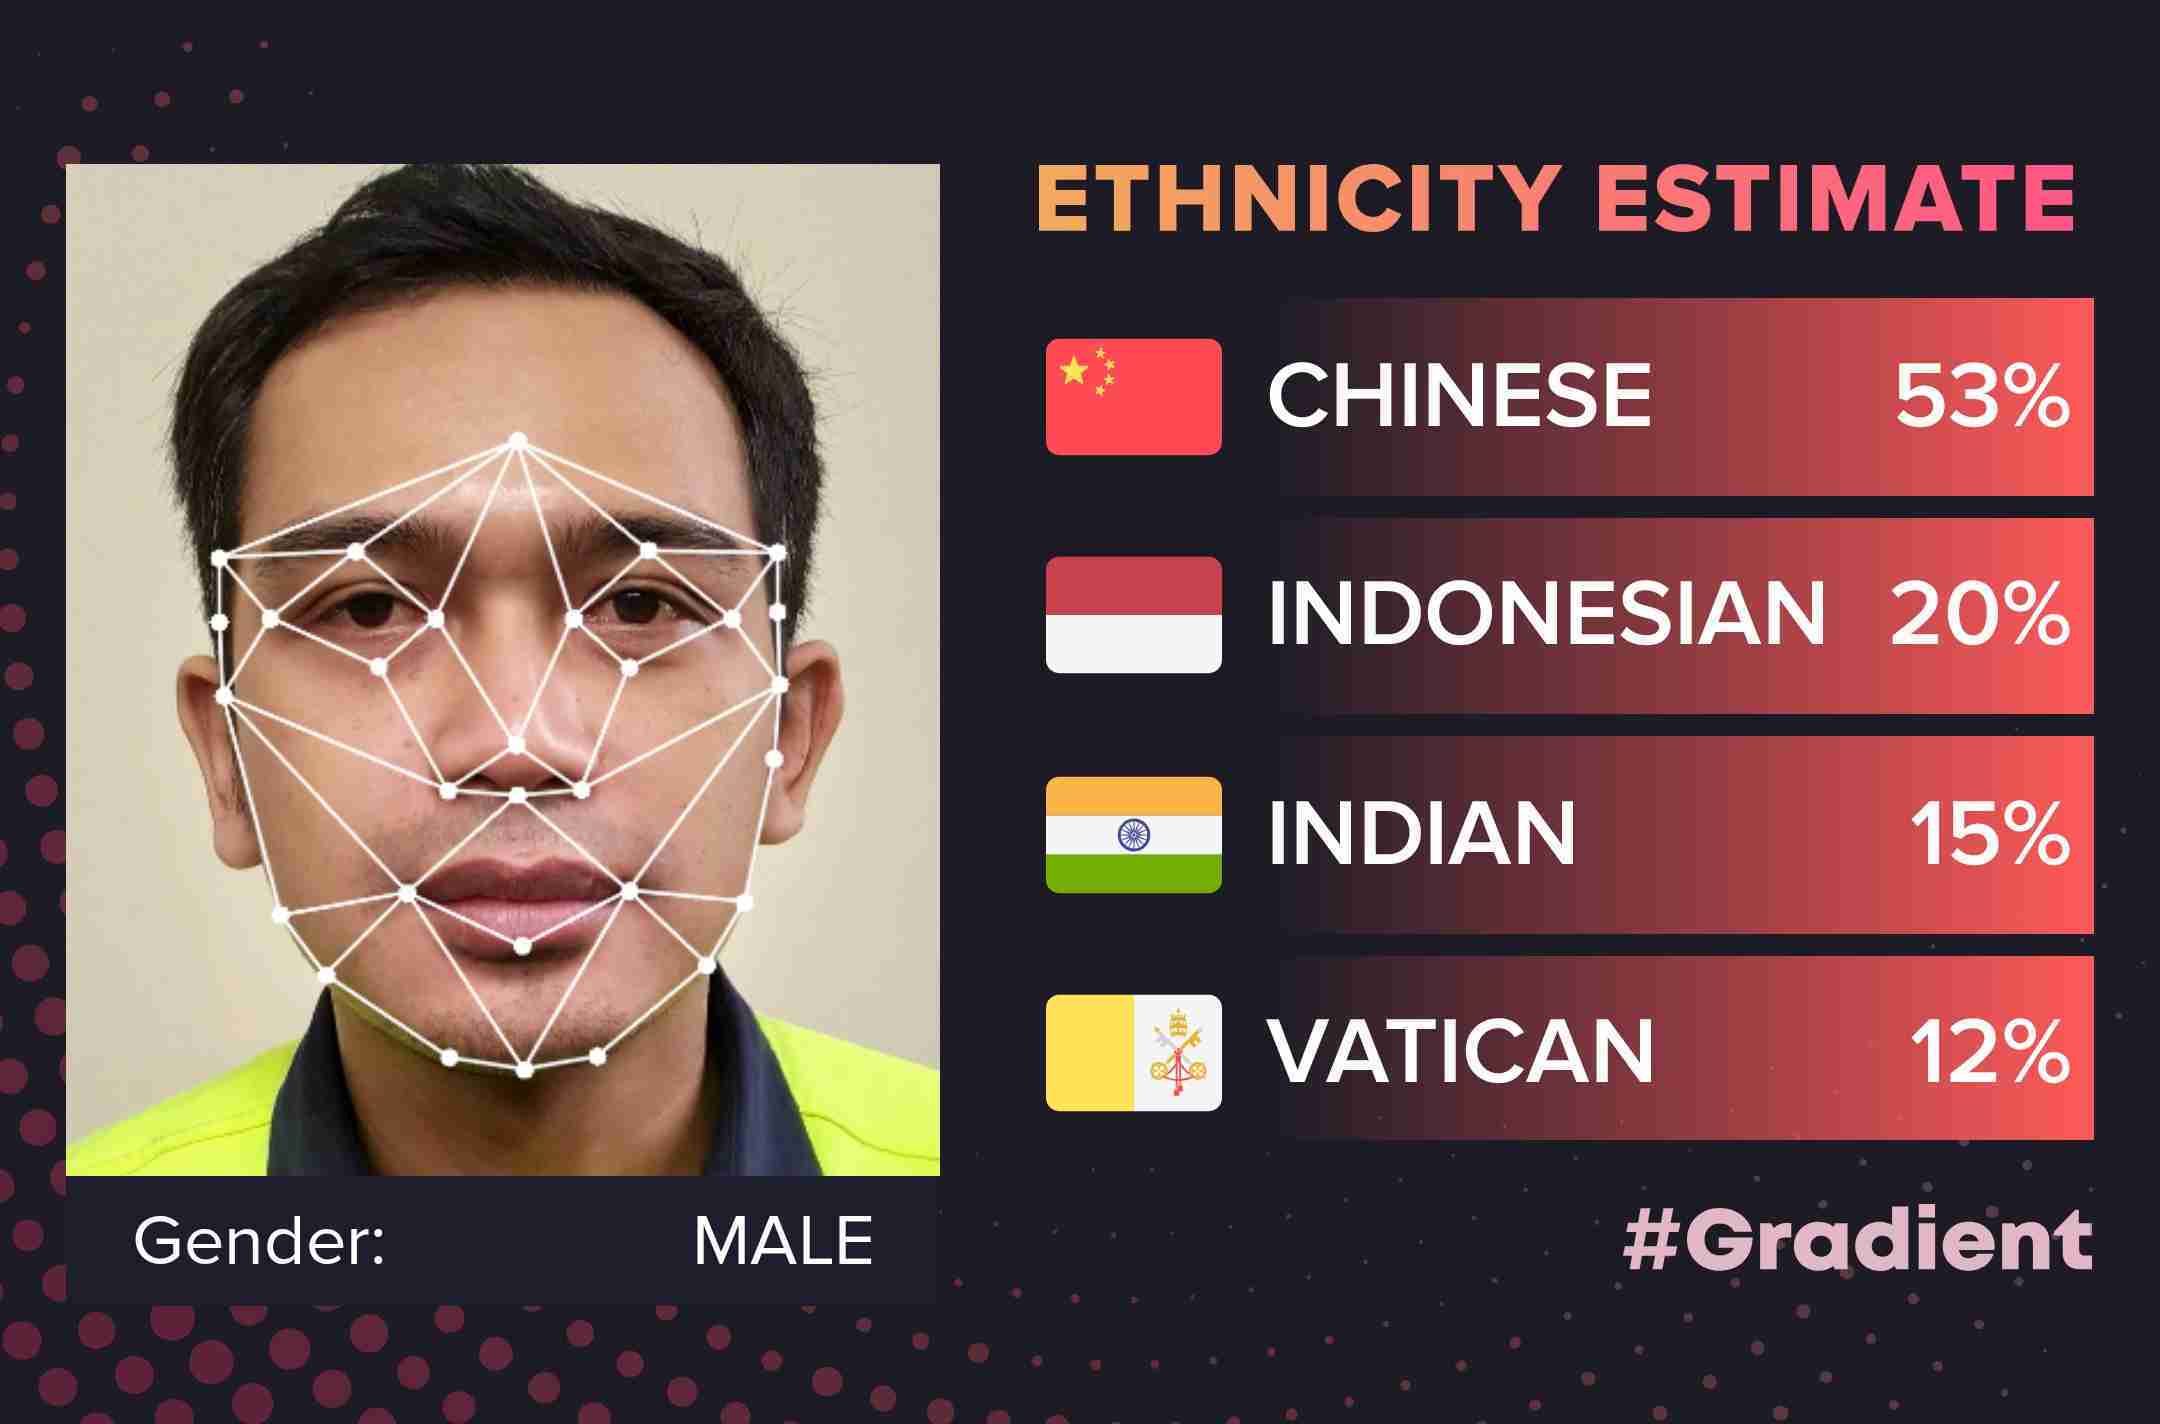 ETHNICITY ESTIMATE
CHINESE 53%
INDONESIAN 20%
INDIAN 15%
VATICAN 12%
Gender: MALE
#Gradient